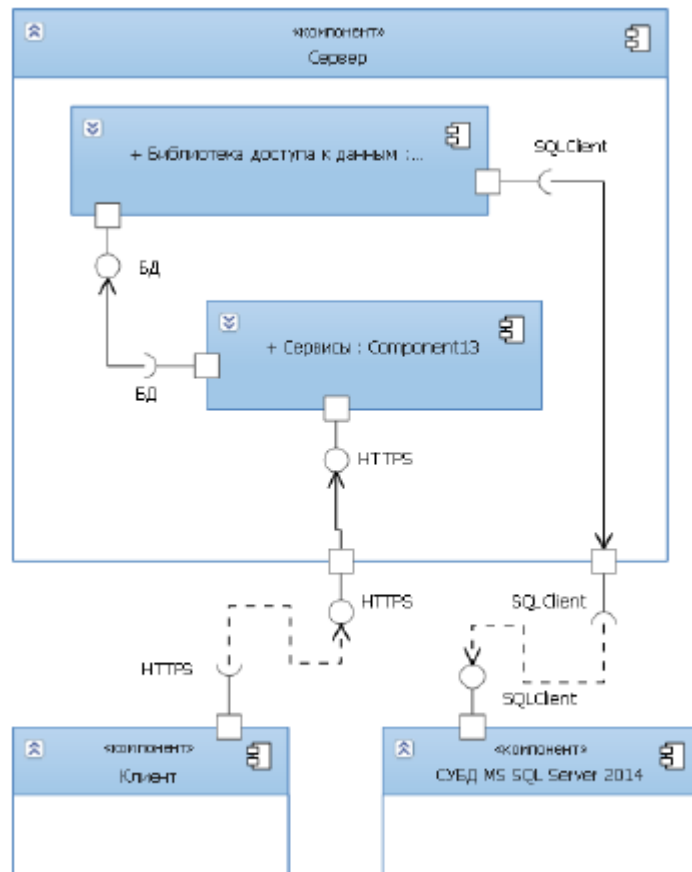 «компонент»
Сервер
+ Библиотека доступа к данным :...
SQLClient
БД
+ Сервисы : Component13
БД
HTTPS
HTTPS
SQLClient
HTTPS
SQLClient
«компонент»
Клиент
«компонент»
СУБД MS SQL Server 2014